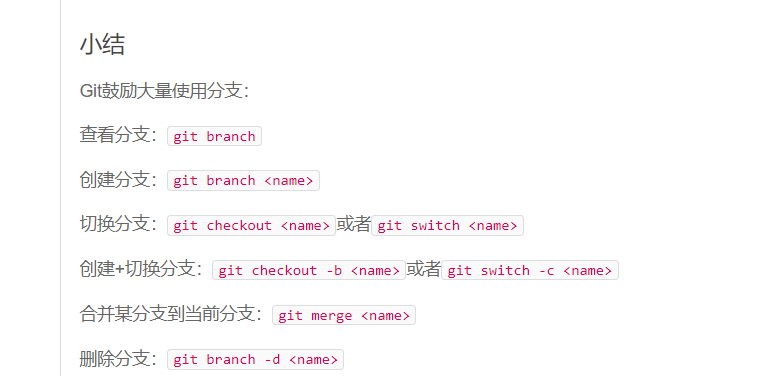 小结
Git鼓励大量使用分支：
查看分支：git branch
创建分支：git branch <name>
切换分支：git checkout <name>或者git switch <name>
创建+切换分支：git checkout -b <name>或者git switch -c <name>
合并某分支到当前分支：git merge <name>
删除分支：git branch -d <name>